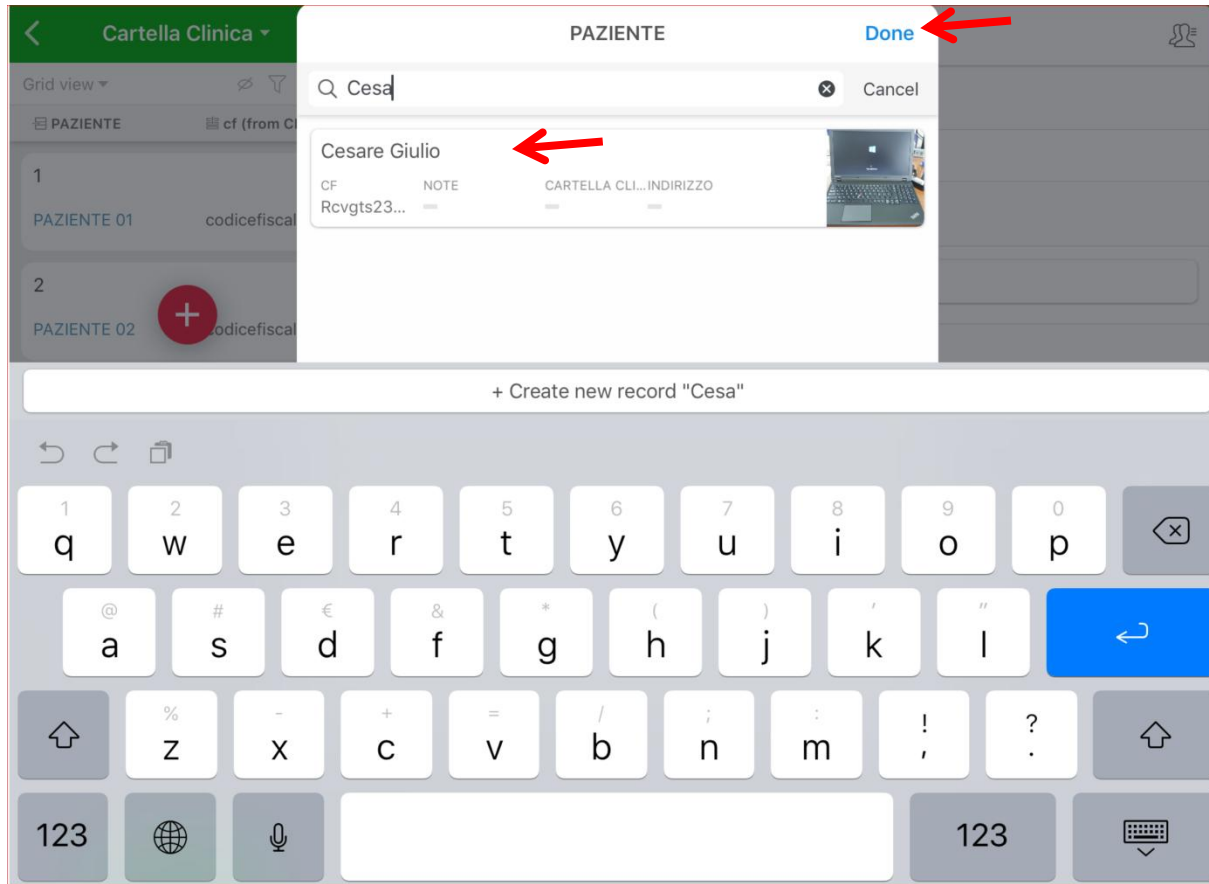 Cartella Clinica
PAZIENTE
Done
Grid view
Cesa
Cancel
PAZIENTE
cf (from Cl
Cesare Giulio
CF NOTE CARTELLA CLI... INDIRIZZO
Rcvgts23...
1
PAZIENTE 01 codicefiscal
2
PAZIENTE 02 codicefiscal
+ Create new record "Cesa"
1 2 3 4 5 6 7 8 9 0
q w e r t y u i o p
@ # € & * ( ) ' "
a s d f g h j k l
% - + = / ; : ! ?
z x c v b n m , .
123 123